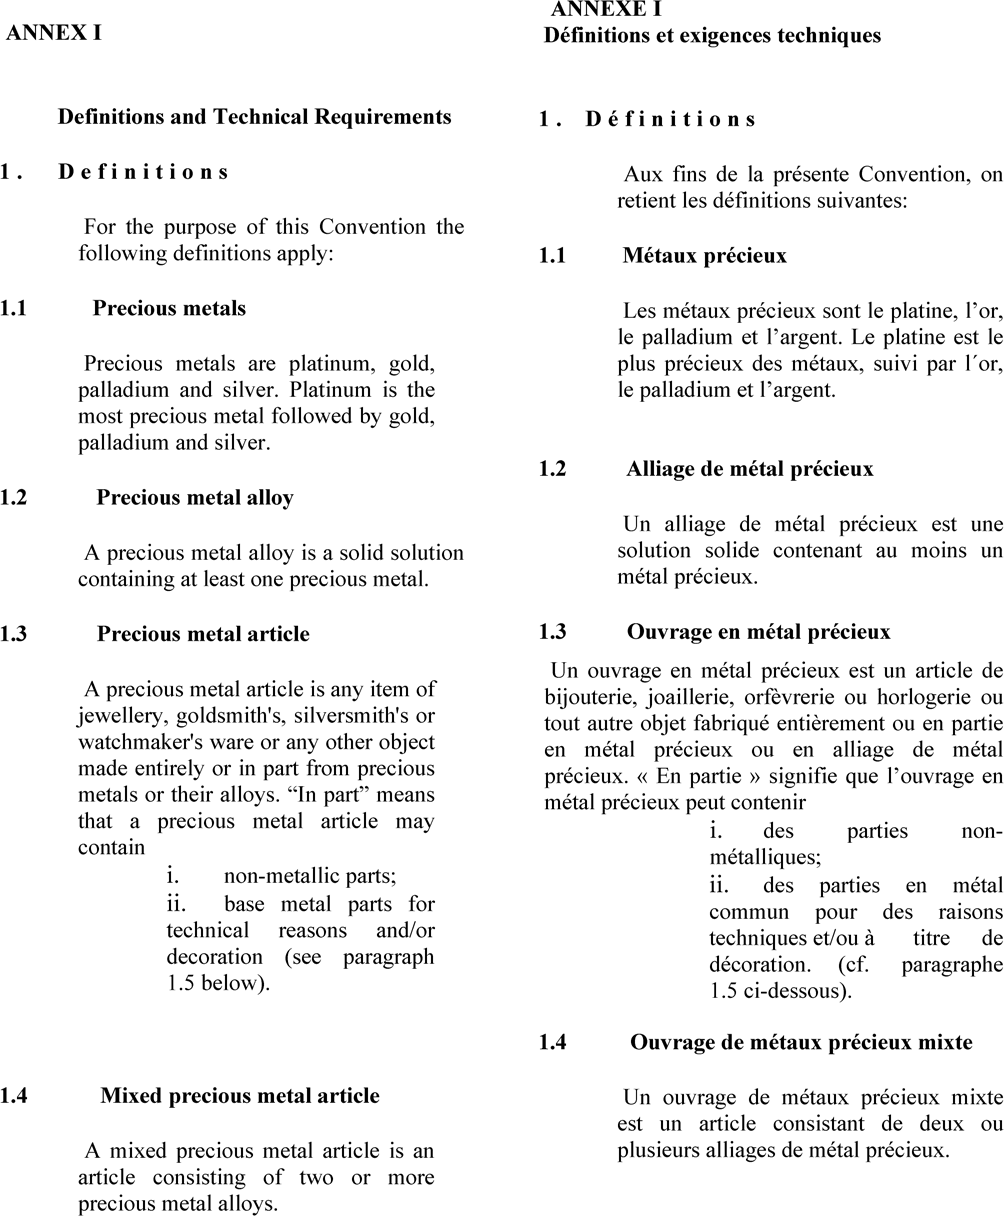 ANNEX I
Definitions and Technical Requirements
1 . D e f i n i t i o n s
For the purpose of this Convention the
following definitions apply:
1.1 Precious metals
Precious metals are platinum, gold,
palladium and silver. Platinum is the
most precious metal followed by gold,
palladium and silver.
1.2 Precious metal alloy
A precious metal alloy is a solid solution
containing at least one precious metal.
1.3 Precious metal article
A precious metal article is any item of
jewellery, goldsmith's, silversmith's or
watchmaker's ware or any other object
made entirely or in part from precious
metals or their alloys. “In part” means
that a precious metal article may
contain
i. non-metallic parts;
ii. base metal parts for
technical reasons and/or
decoration (see paragraph
1.5 below).
1.4 Mixed precious metal article
A mixed precious metal article is an
article consisting of two or more
precious metal alloys.
ANNEXE I
Définitions et exigences techniques
1 . D é f i n i t i o n s
Aux fins de la présente Convention, on
retient les définitions suivantes:
1.1 Métaux précieux
Les métaux précieux sont le platine, l’or,
le palladium et l’argent. Le platine est le
plus précieux des métaux, suivi par l´or,
le palladium et l’argent.
1.2 Alliage de métal précieux
Un alliage de métal précieux est une
solution solide contenant au moins un
métal précieux.
1.3 Ouvrage en métal précieux
Un ouvrage en métal précieux est un article de
bijouterie, joaillerie, orfèvrerie ou horlogerie ou
tout autre objet fabriqué entièrement ou en partie
en métal précieux ou en alliage de métal
précieux. « En partie » signifie que l’ouvrage en
métal précieux peut contenir
i. des parties non-
métalliques;
ii. des parties en métal
commun pour des raisons
techniques et/ou à titre de
décoration. (cf. paragraphe
1.5 ci-dessous).
1.4 Ouvrage de métaux précieux mixte
Un ouvrage de métaux précieux mixte
est un article consistant de deux ou
plusieurs alliages de métal précieux.